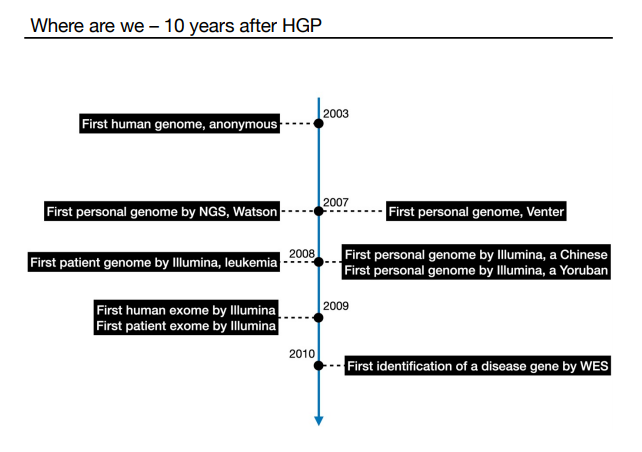 Where are we – 10 years after HGP
2003
First human genome, anonymous
2007
First personal genome by NGS, Watson
First personal genome, Venter
2008
First patient genome by Illumina, leukemia
First personal genome by Illumina, a Chinese
First personal genome by Illumina, a Yoruban
2009
First human exome by Illumina
First patient exome by Illumina
2010
First identification of a disease gene by WES